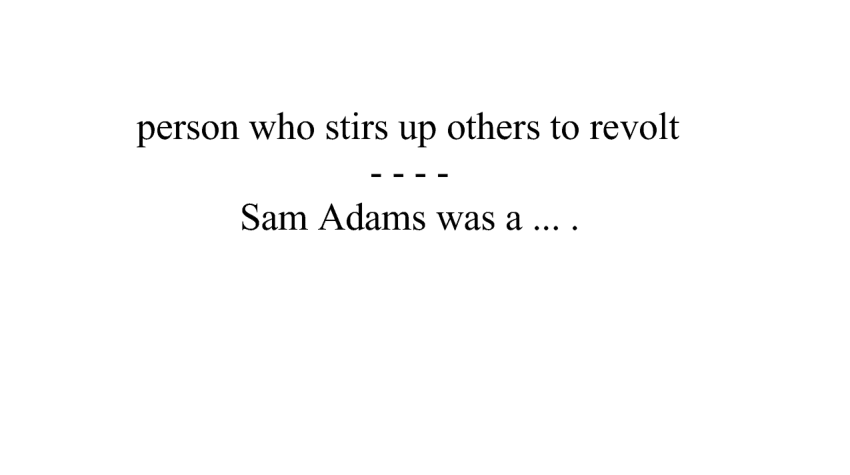 person who stirs up others to revolt
- - - -
Sam Adams was a ... .